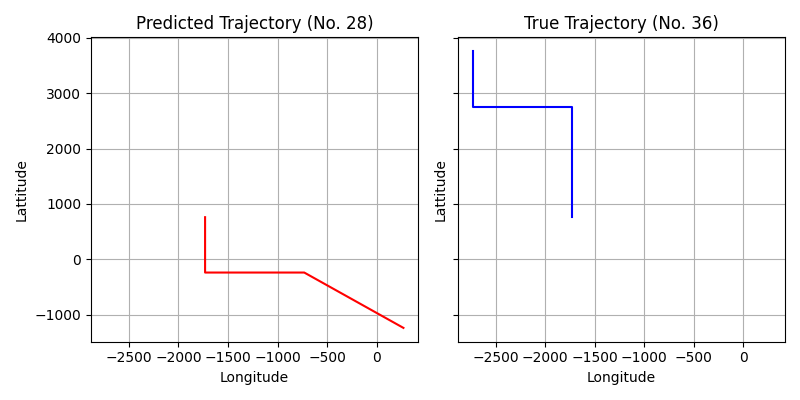 Predicted Trajectory (No. 28)
True Trajectory (No. 36)
4000
3000
2000
1000
0
−1000
Lattitude
Lattitude
−2500 −2000 −1500 −1000 −500 0
−2500 −2000 −1500 −1000 −500 0
Longitude
Longitude